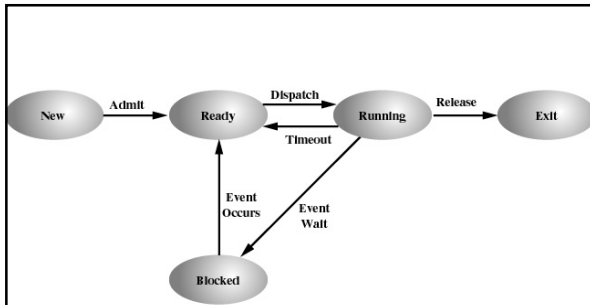 Dispatch
Admit
Release
New
Ready
Running
Exit
Timeout
Event
Occurs
Event
Wait
Blocked